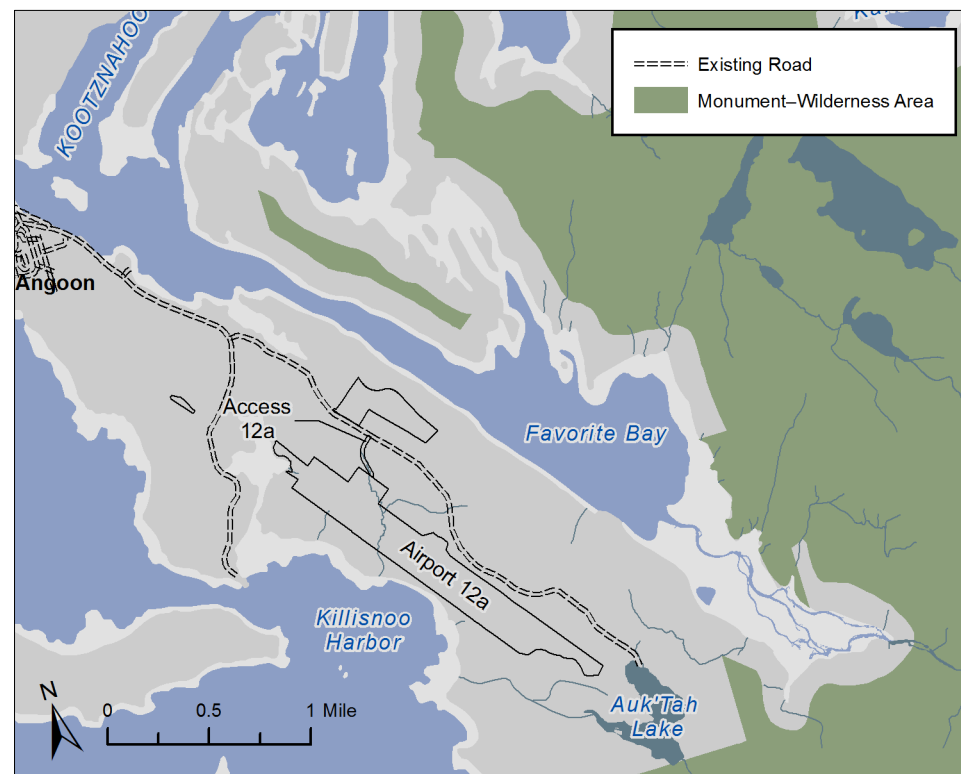 KOOTZNAHOO
Existing Road
Monument–Wilderness Area
Angoon
Access
12a
Favorite Bay
Airport 12a
Killisnoo
Harbor
Auk'Tah
Lake
N
0 0.5 1 Mile